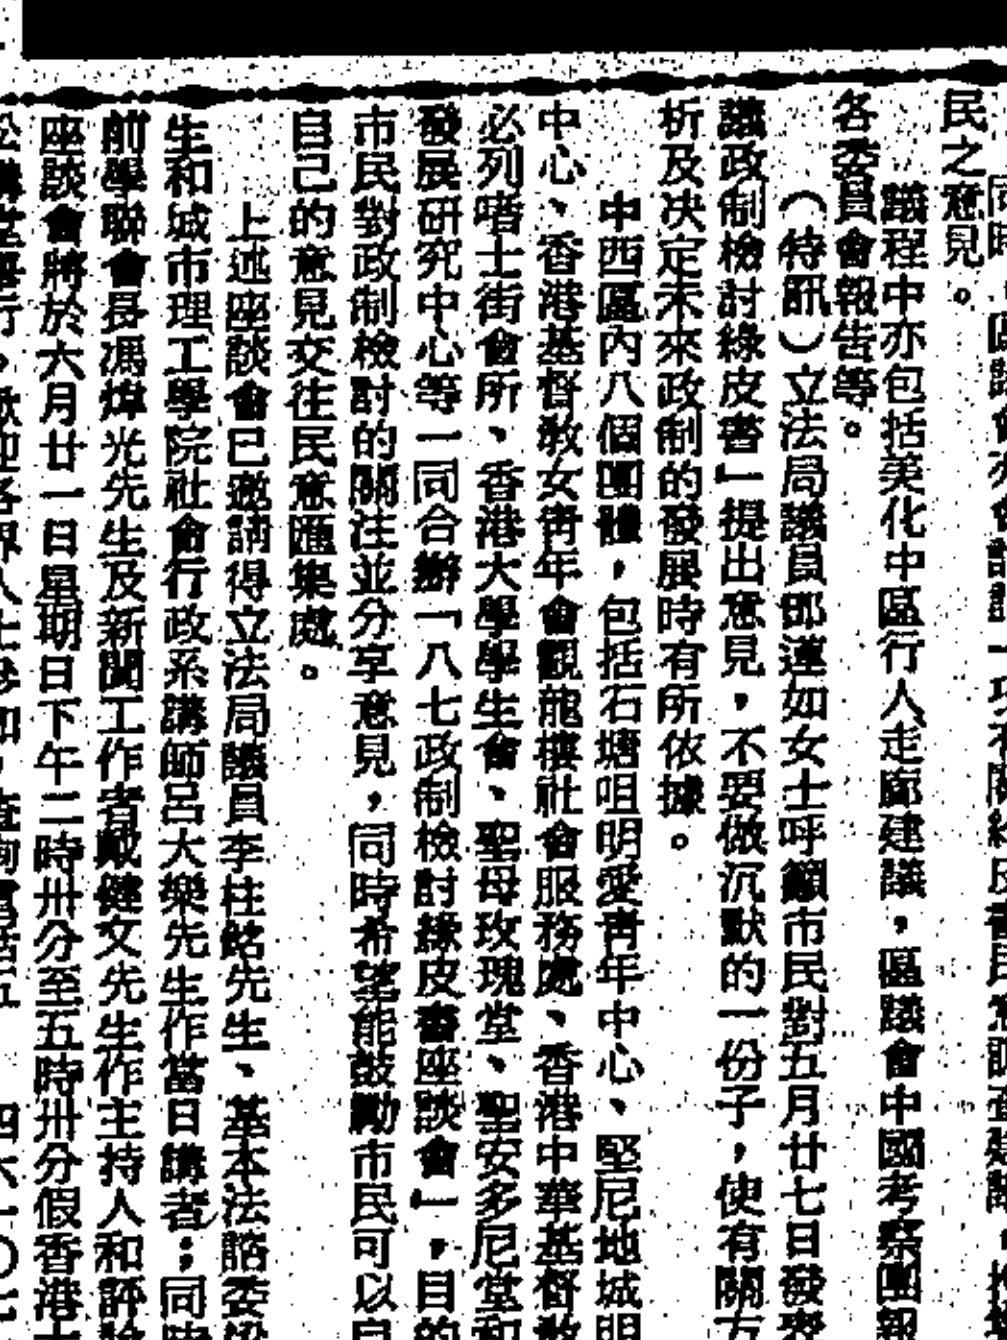 民之意見。
議程中亦包括美化中區行人走廊建議,區議會中國考察團報
各委員會報告等。
(特訊)立法局議員鄧蓮如女士呼籲市民對五月廿七日發表
議政制檢討綠皮書」提出意見,不要做沉默的一份子,使有關方
析及决定未來政制的發展時有所依據。
中西區內八個團體,包括石塘咀明愛青年中心、堅尼地城明
中心、香港基督教女靑年會觀龍樓社會服務處、香港中華基督教
必列啫士街會所、香港大學學生會、聖母玫瑰堂、聖安多尼堂和
發展研究中心等一同合辦「八七政制檢討綠皮書座談會」,目的
市民對政制檢討的關注並分享意見,同時希望能鼓勵市民可以自
自己的意見交往民意匯集處。
上述座談會已邀請得立法局議員李柱銘先生、基本法諮委
生和城市理工學院社會行政系講師呂大樂先生作當日講者;同時
前學聯會長馮煒光先生及新聞工作者戴健文先生作主持人和評
座談會將於六月廿一日星期日下午二時卅分至五時卅分假香港